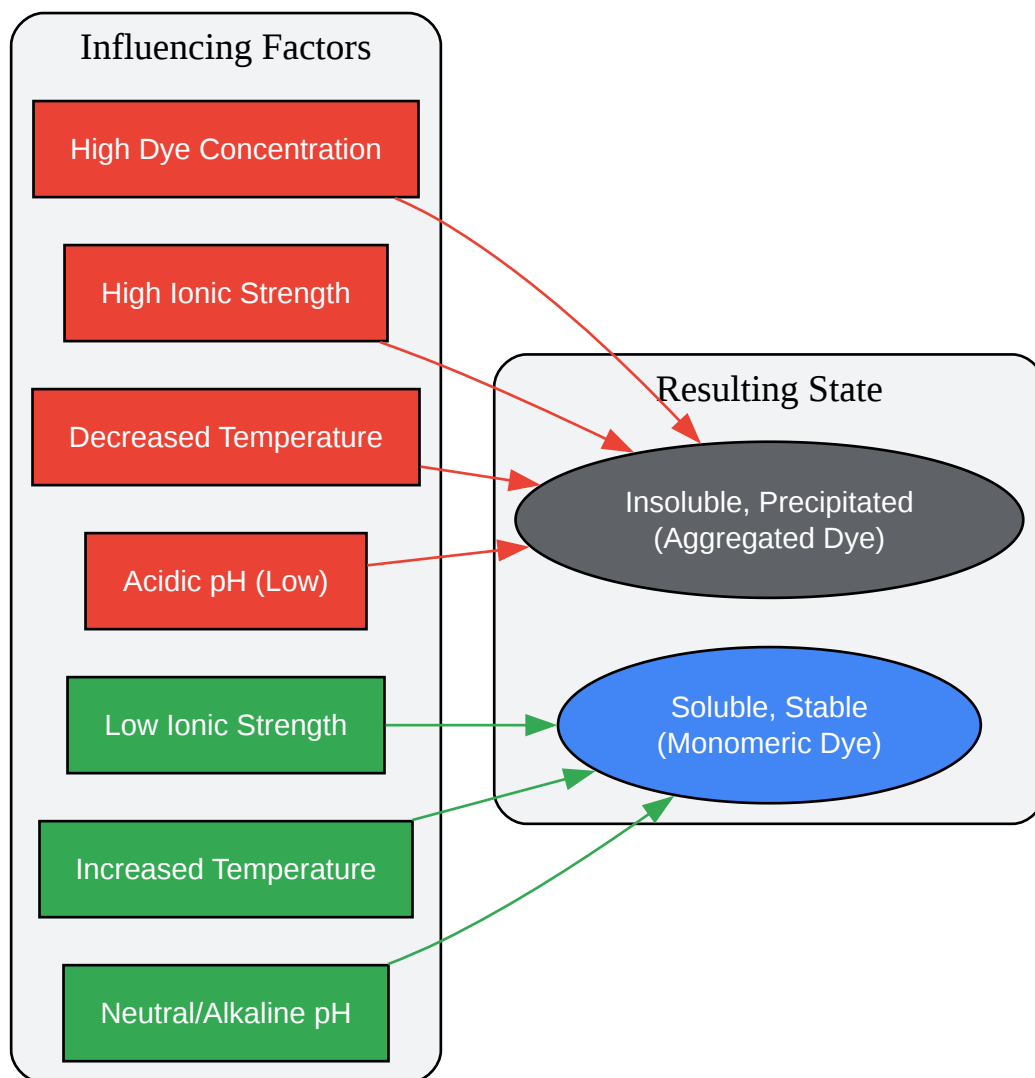 Influencing Factors
High Dye Concentration
High Ionic Strength
Decreased Temperature
Acidic pH (Low)
Low Ionic Strength
Increased Temperature
Neutral/Alkaline pH
Resulting State
Insoluble, Precipitated
(Aggregated Dye)
Soluble, Stable
(Monomeric Dye)